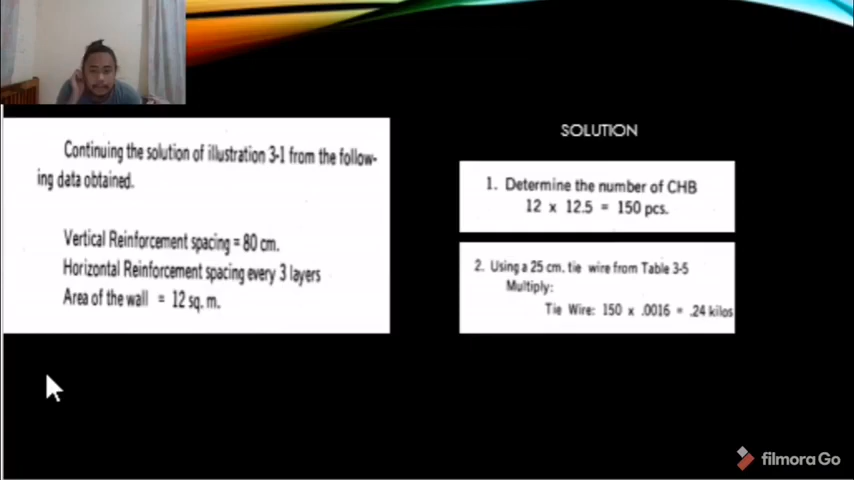 Continuing the solution of illustration 3-1 from the follow-
ing data obtained.
Vertical Reinforcement spacing = 80 cm.
Horizontal Reinforcement spacing every 3 layers
Area of the wall = 12 sq. m.
SOLUTION
1. Determine the number of CHB
12 x 12.5 = 150 pcs.
2. Using a 25 cm. tie wire from Table 3-5
Multiply:
Tie Wire: 150 x .0016 = .24 kilos
filmora Go